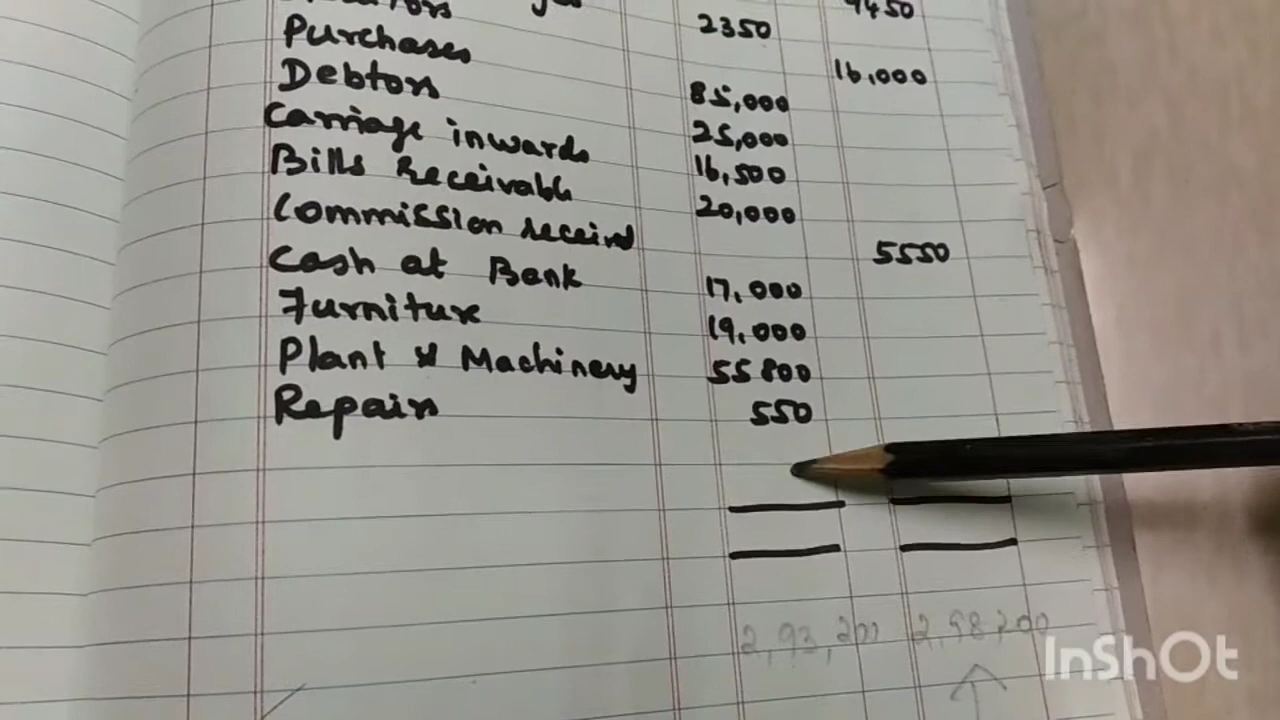 2350 9450
Purchases
Debtors 85,000 16,000
Carriage inwards 25,000
Bills Receivable 16,500
Commission received 20,000
Cash at Bank 5550
Furniture 17,000
Plant & Machinery 19,000
Repairs 55800
550
2,93,200 2,98,200
InShOt